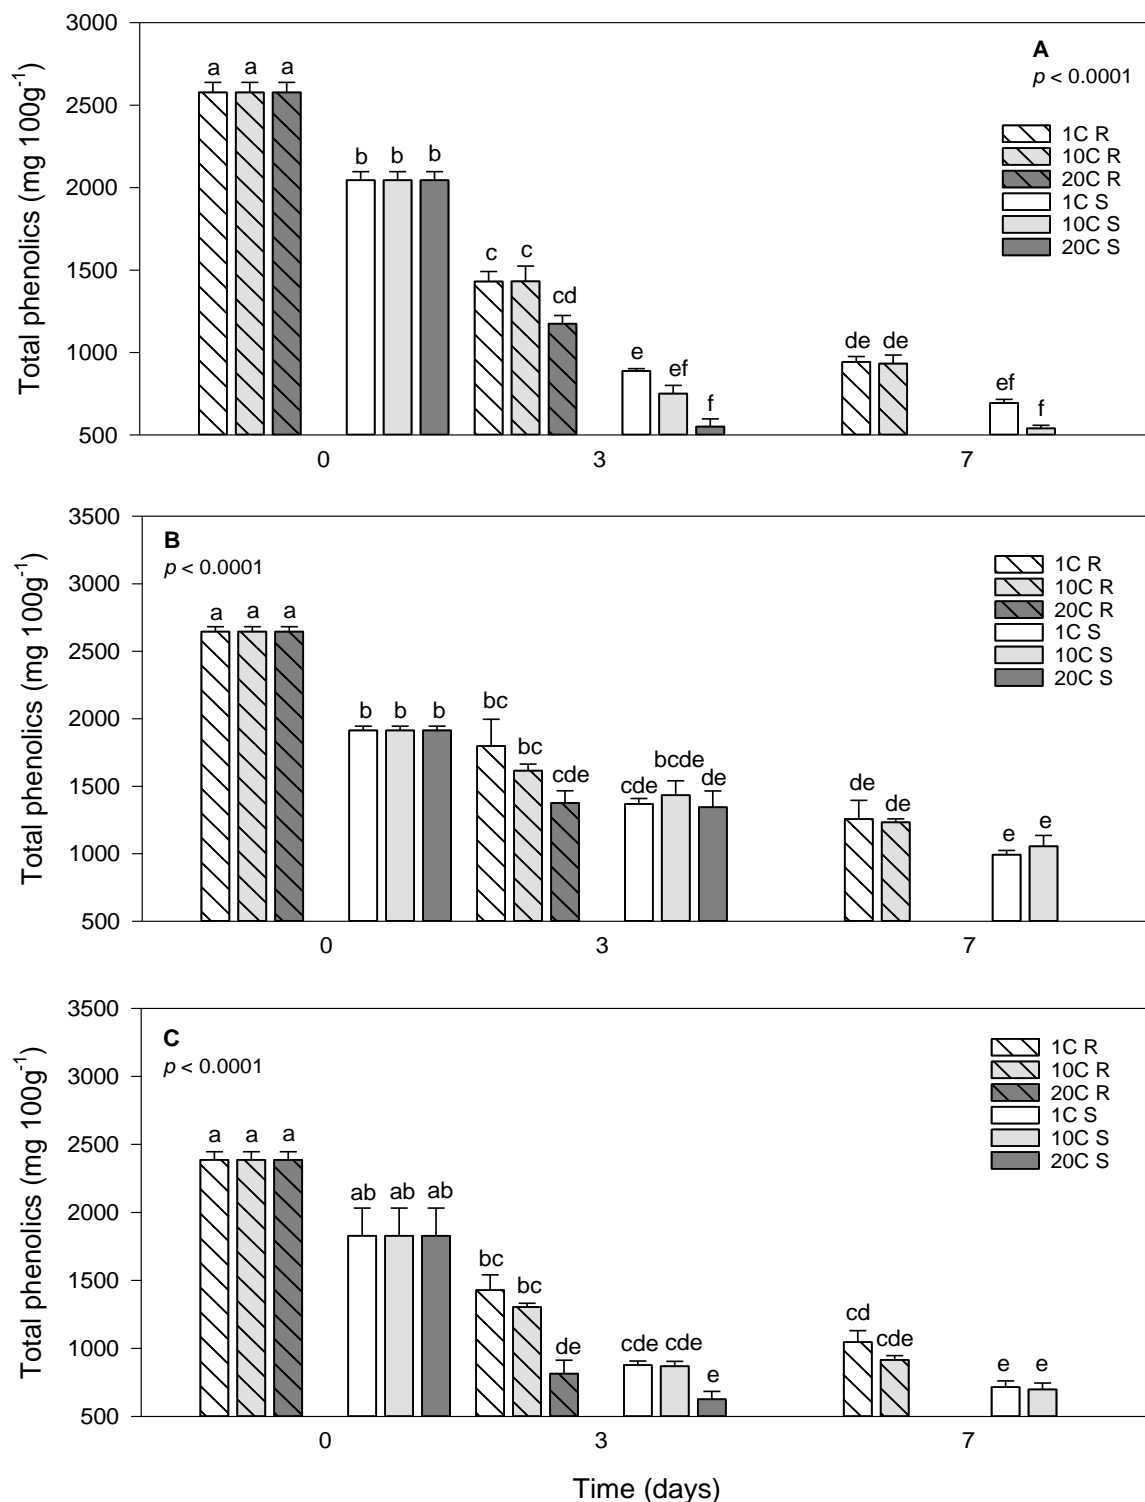 3000
2500
2000
1500
1000
500
Total phenolics (mg 100g-1)
A
p < 0.0001
1C R
10C R
20C R
1C S
10C S
20C S
a a a
b b b
c c cd
e ef f
de de
ef f
0 3 7
3500
3000
2500
2000
1500
1000
500
Total phenolics (mg 100g-1)
B
p < 0.0001
1C R
10C R
20C R
1C S
10C S
20C S
a a a
b b b
bc bc cde
cde bcde de
de de
e e
0 3 7
3500
3000
2500
2000
1500
1000
500
Total phenolics (mg 100g-1)
C
p < 0.0001
1C R
10C R
20C R
1C S
10C S
20C S
a a a
ab ab ab
bc bc de
cde cde e
cd cde
e e
0 3 7
Time (days)